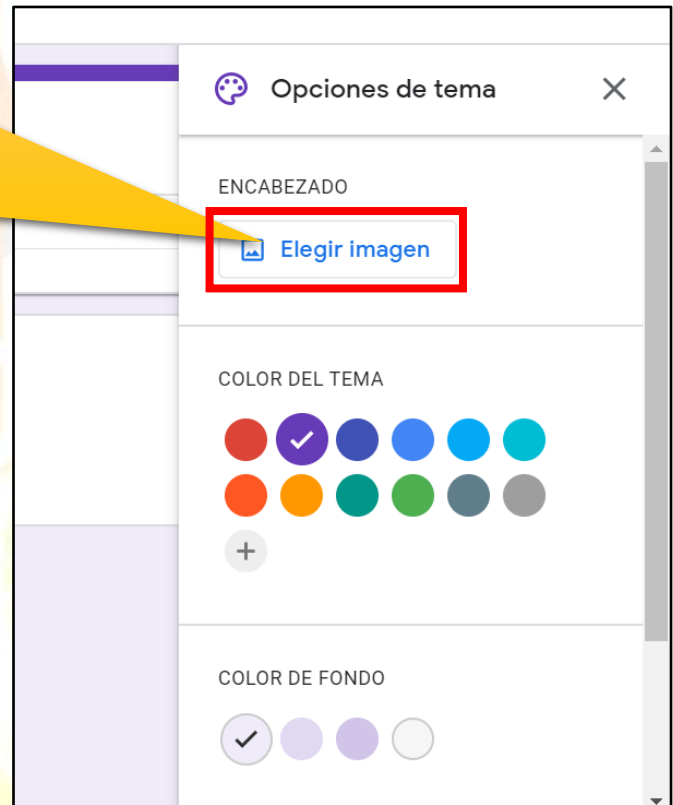 Opciones de tema
ENCABEZADO
Elegir imagen
COLOR DEL TEMA
COLOR DE FONDO